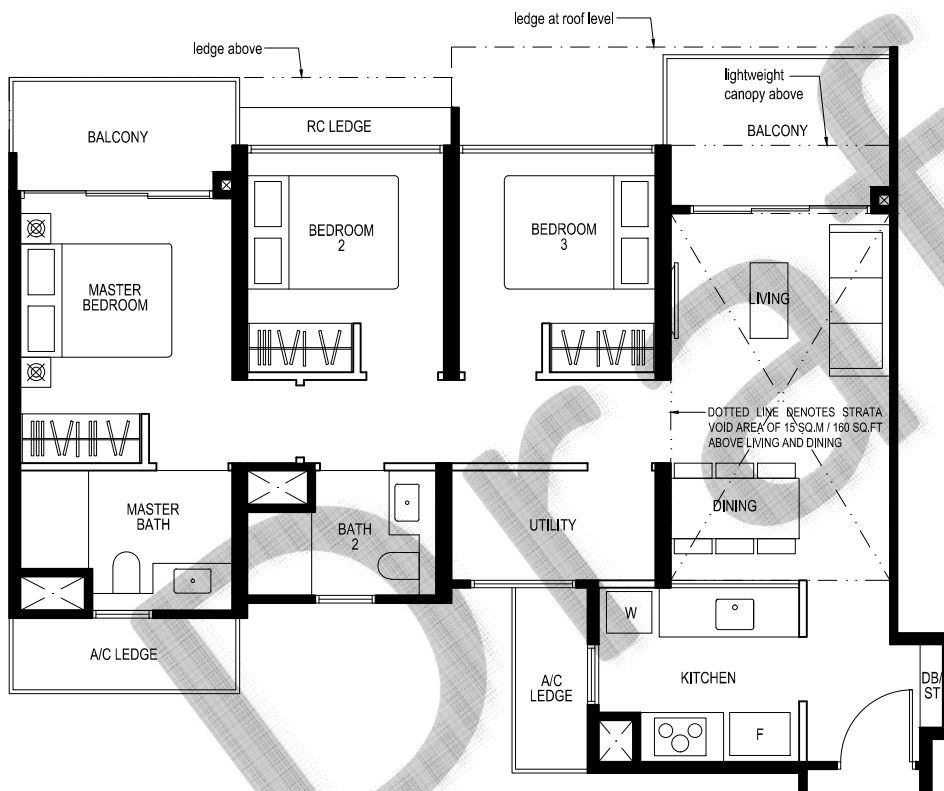 ledge at roof level
ledge above
lightweight
canopy above
BALCONY
RC LEDGE
BALCONY
BEDROOM
2
BEDROOM
3
MASTER
BEDROOM
LIVING
DOTTED LINE DENOTES STRATA
VOID AREA OF 15 SQ.M / 160 SQ.FT
ABOVE LIVING AND DINING
MASTER
BATH
BATH
2
UTILITY
DINING
W
A/C LEDGE
A/C
LEDGE
KITCHEN
DB/
ST
F
Draf